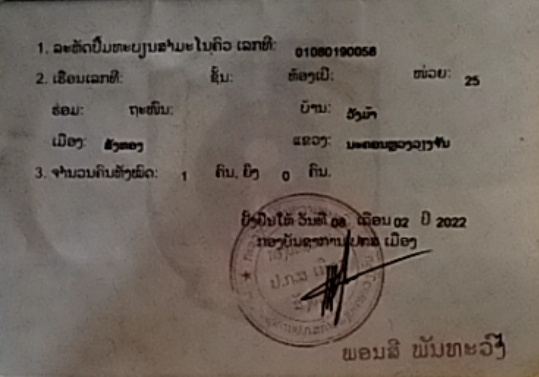 1. ລະຫັດປຶ້ມທະບຽນສຳມະໂນຄົວ ເລກທີ: 01080190058
2. ເຮືອນເລກທີ: ຊັ້ນ: ຫ້ອງເບີ: ໜ່ວຍ: 25
ຮ່ອມ: ຖະໜົນ: ບ້ານ: ວັງມ້າ
ເມືອງ: ສັງທອງ ແຂວງ: ນະຄອນຫຼວງວຽງຈັນ
3. ຈຳນວນຄົນທັງໝົດ: 1 ຄົນ, ຍິງ 0 ຄົນ.
ຢັ້ງຢືນໃຫ້ ວັນທີ 08 ເດືອນ 02 ປີ 2022
ກອງບັນຊາການ ປກສ ເມືອງ
ປ.ກ.ສ ເມືອງ
ພອນສີ ພັນທະວົງ